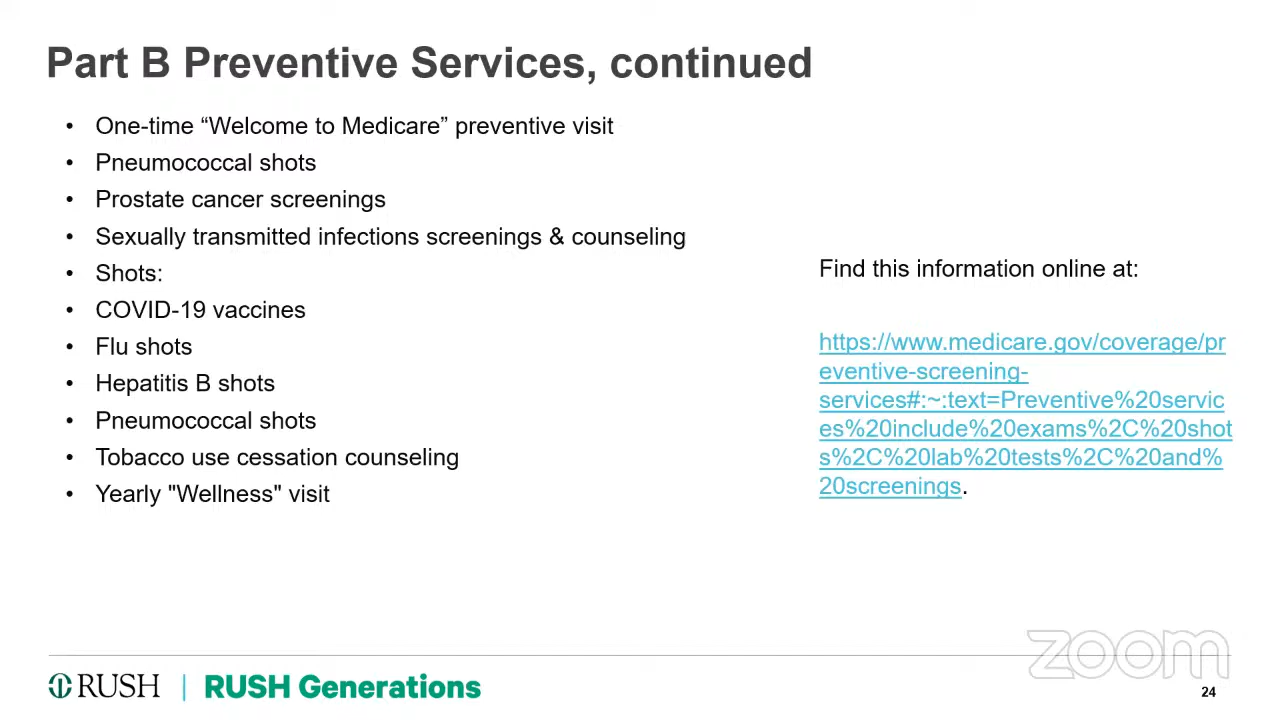 Part B Preventive Services, continued
• One-time “Welcome to Medicare” preventive visit
• Pneumococcal shots
• Prostate cancer screenings
• Sexually transmitted infections screenings & counseling
• Shots:
• COVID-19 vaccines
• Flu shots
• Hepatitis B shots
• Pneumococcal shots
• Tobacco use cessation counseling
• Yearly "Wellness" visit
Find this information online at:
https://www.medicare.gov/coverage/pr
eventive-screening-
services#:~:text=Preventive%20servic
es%20include%20exams%2C%20shot
s%2C%20lab%20tests%2C%20and%
20screenings.
zoom
RUSH | RUSH Generations
24